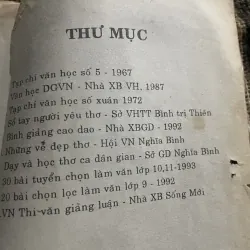 THƯ MỤC
Tạp chí văn học số 5 - 1967
Văn học DGVN - Nhà XB VH, 1987
Tạp chí văn học số xuân 1972
Sổ tay người yêu thơ - Sở VHTT Bình trị Thiên
Bình giảng cao dao - Nhà XBGD - 1992
Những vẻ đẹp thơ - Hội VN Nghĩa Bình
Dạy và học thơ ca dân gian - Sở GD Nghĩa Bình
50 bài tuyển chọn làm văn lớp 10,11-1993
120 bài chọn lọc làm văn lớp 9 - 1992
VN Thi-văn giảng luận - Nhà XB Sống Mới